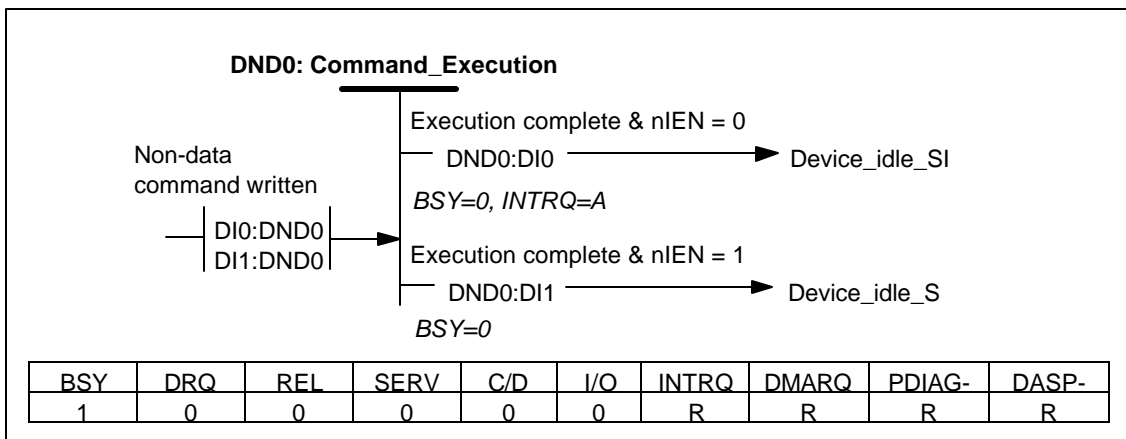 DND0: Command_Execution
Execution complete & nIEN = 0
DND0:DI0
Device_idle_SI
BSY=0, INTRQ=A
Non-data
command written
DI0:DND0
DI1:DND0
Execution complete & nIEN = 1
DND0:DI1
Device_idle_S
BSY=0
BSY DRQ REL SERV C/D I/O INTRQ DMARQ PDIAG- DASP-
1 0 0 0 0 0 R R R R